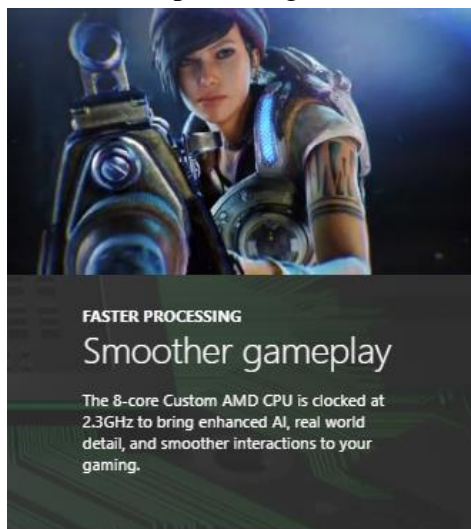 FASTER PROCESSING
Smoother gameplay
The 8-core Custom AMD CPU is clocked at
2.3GHz to bring enhanced AI, real world
detail, and smoother interactions to your
gaming.